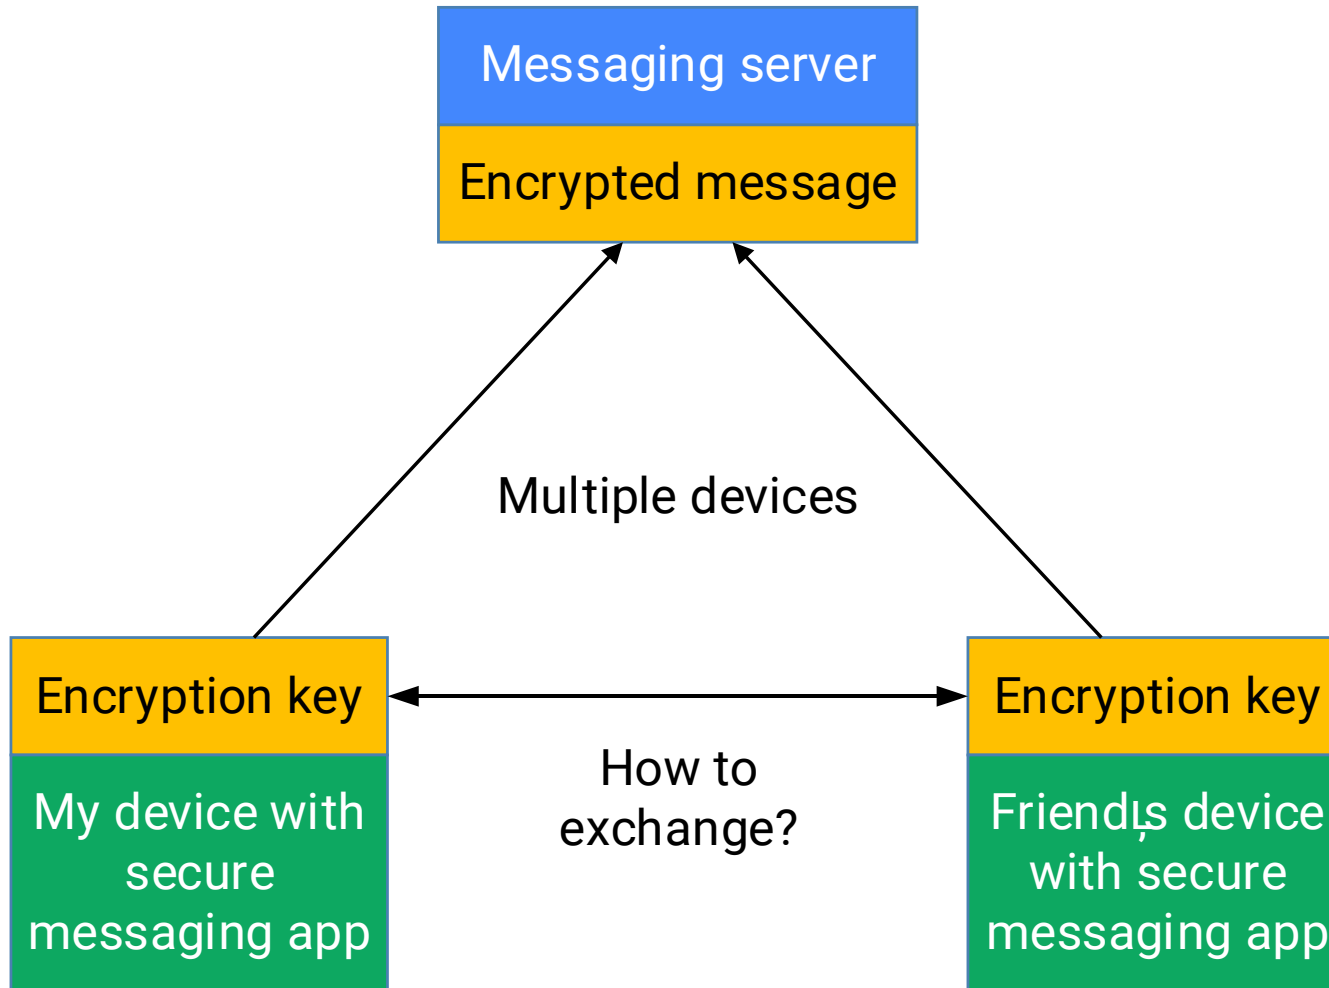 Messaging server
Encrypted message
Multiple devices
Encryption key
Encryption key
How to
exchange?
My device with
secure
messaging app
Friendļs device
with secure
messaging app